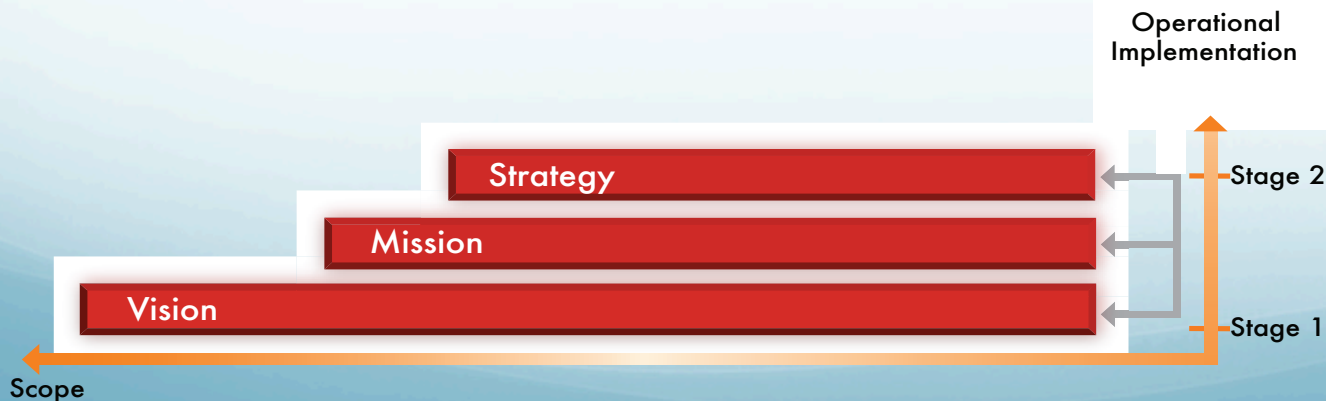 Operational
Implementation
Strategy
Stage 2
Mission
Vision
Stage 1
Scope